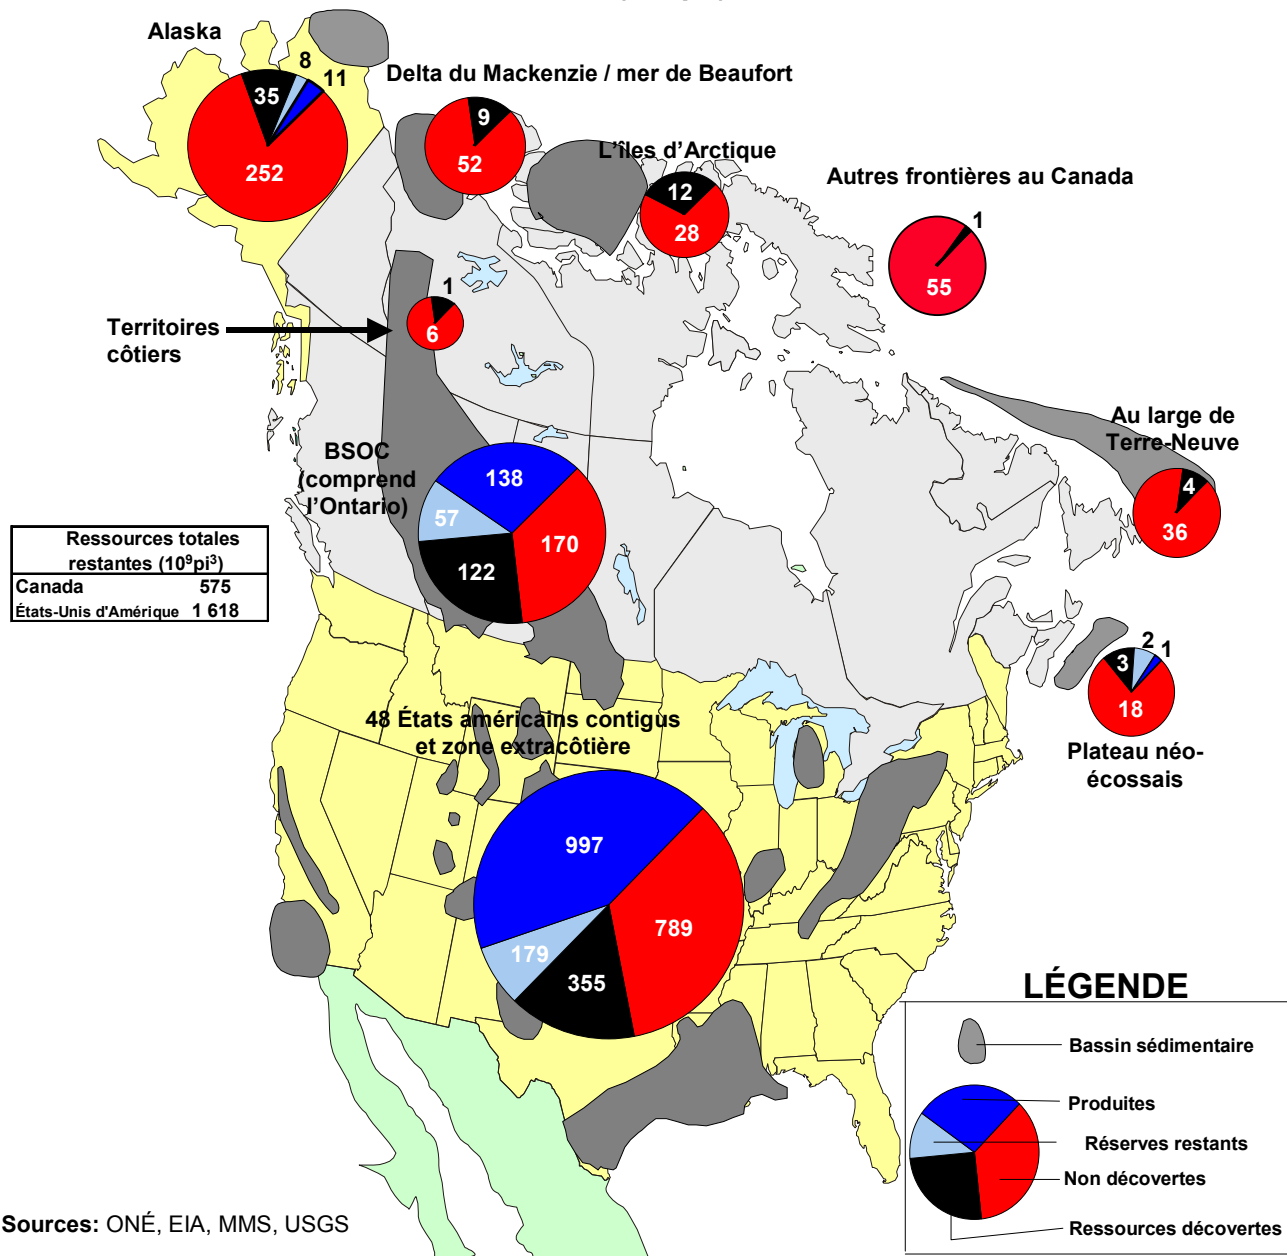 Alaska
8
11
35
252
Delta du Mackenzie / mer de Beaufort
9
52
L'îles d'Arctique
12
28
Autres frontières au Canada
1
55
1
6
Territoires
côtiers
Au large de
Terre-Neuve
4
36
BSOC
(comprend
l'Ontario)
138
57
170
122
Ressources totales
restantes (10⁹pi³)
Canada 575
États-Unis d'Amérique 1 618
2
1
3
18
Plateau néo-
écossais
48 États américains contigus
et zone extracôtière
997
789
179
355
LÉGENDE
Bassin sédimentaire
Produites
Réserves restants
Non décovertes
Ressources décovertes
Sources: ONÉ, EIA, MMS, USGS